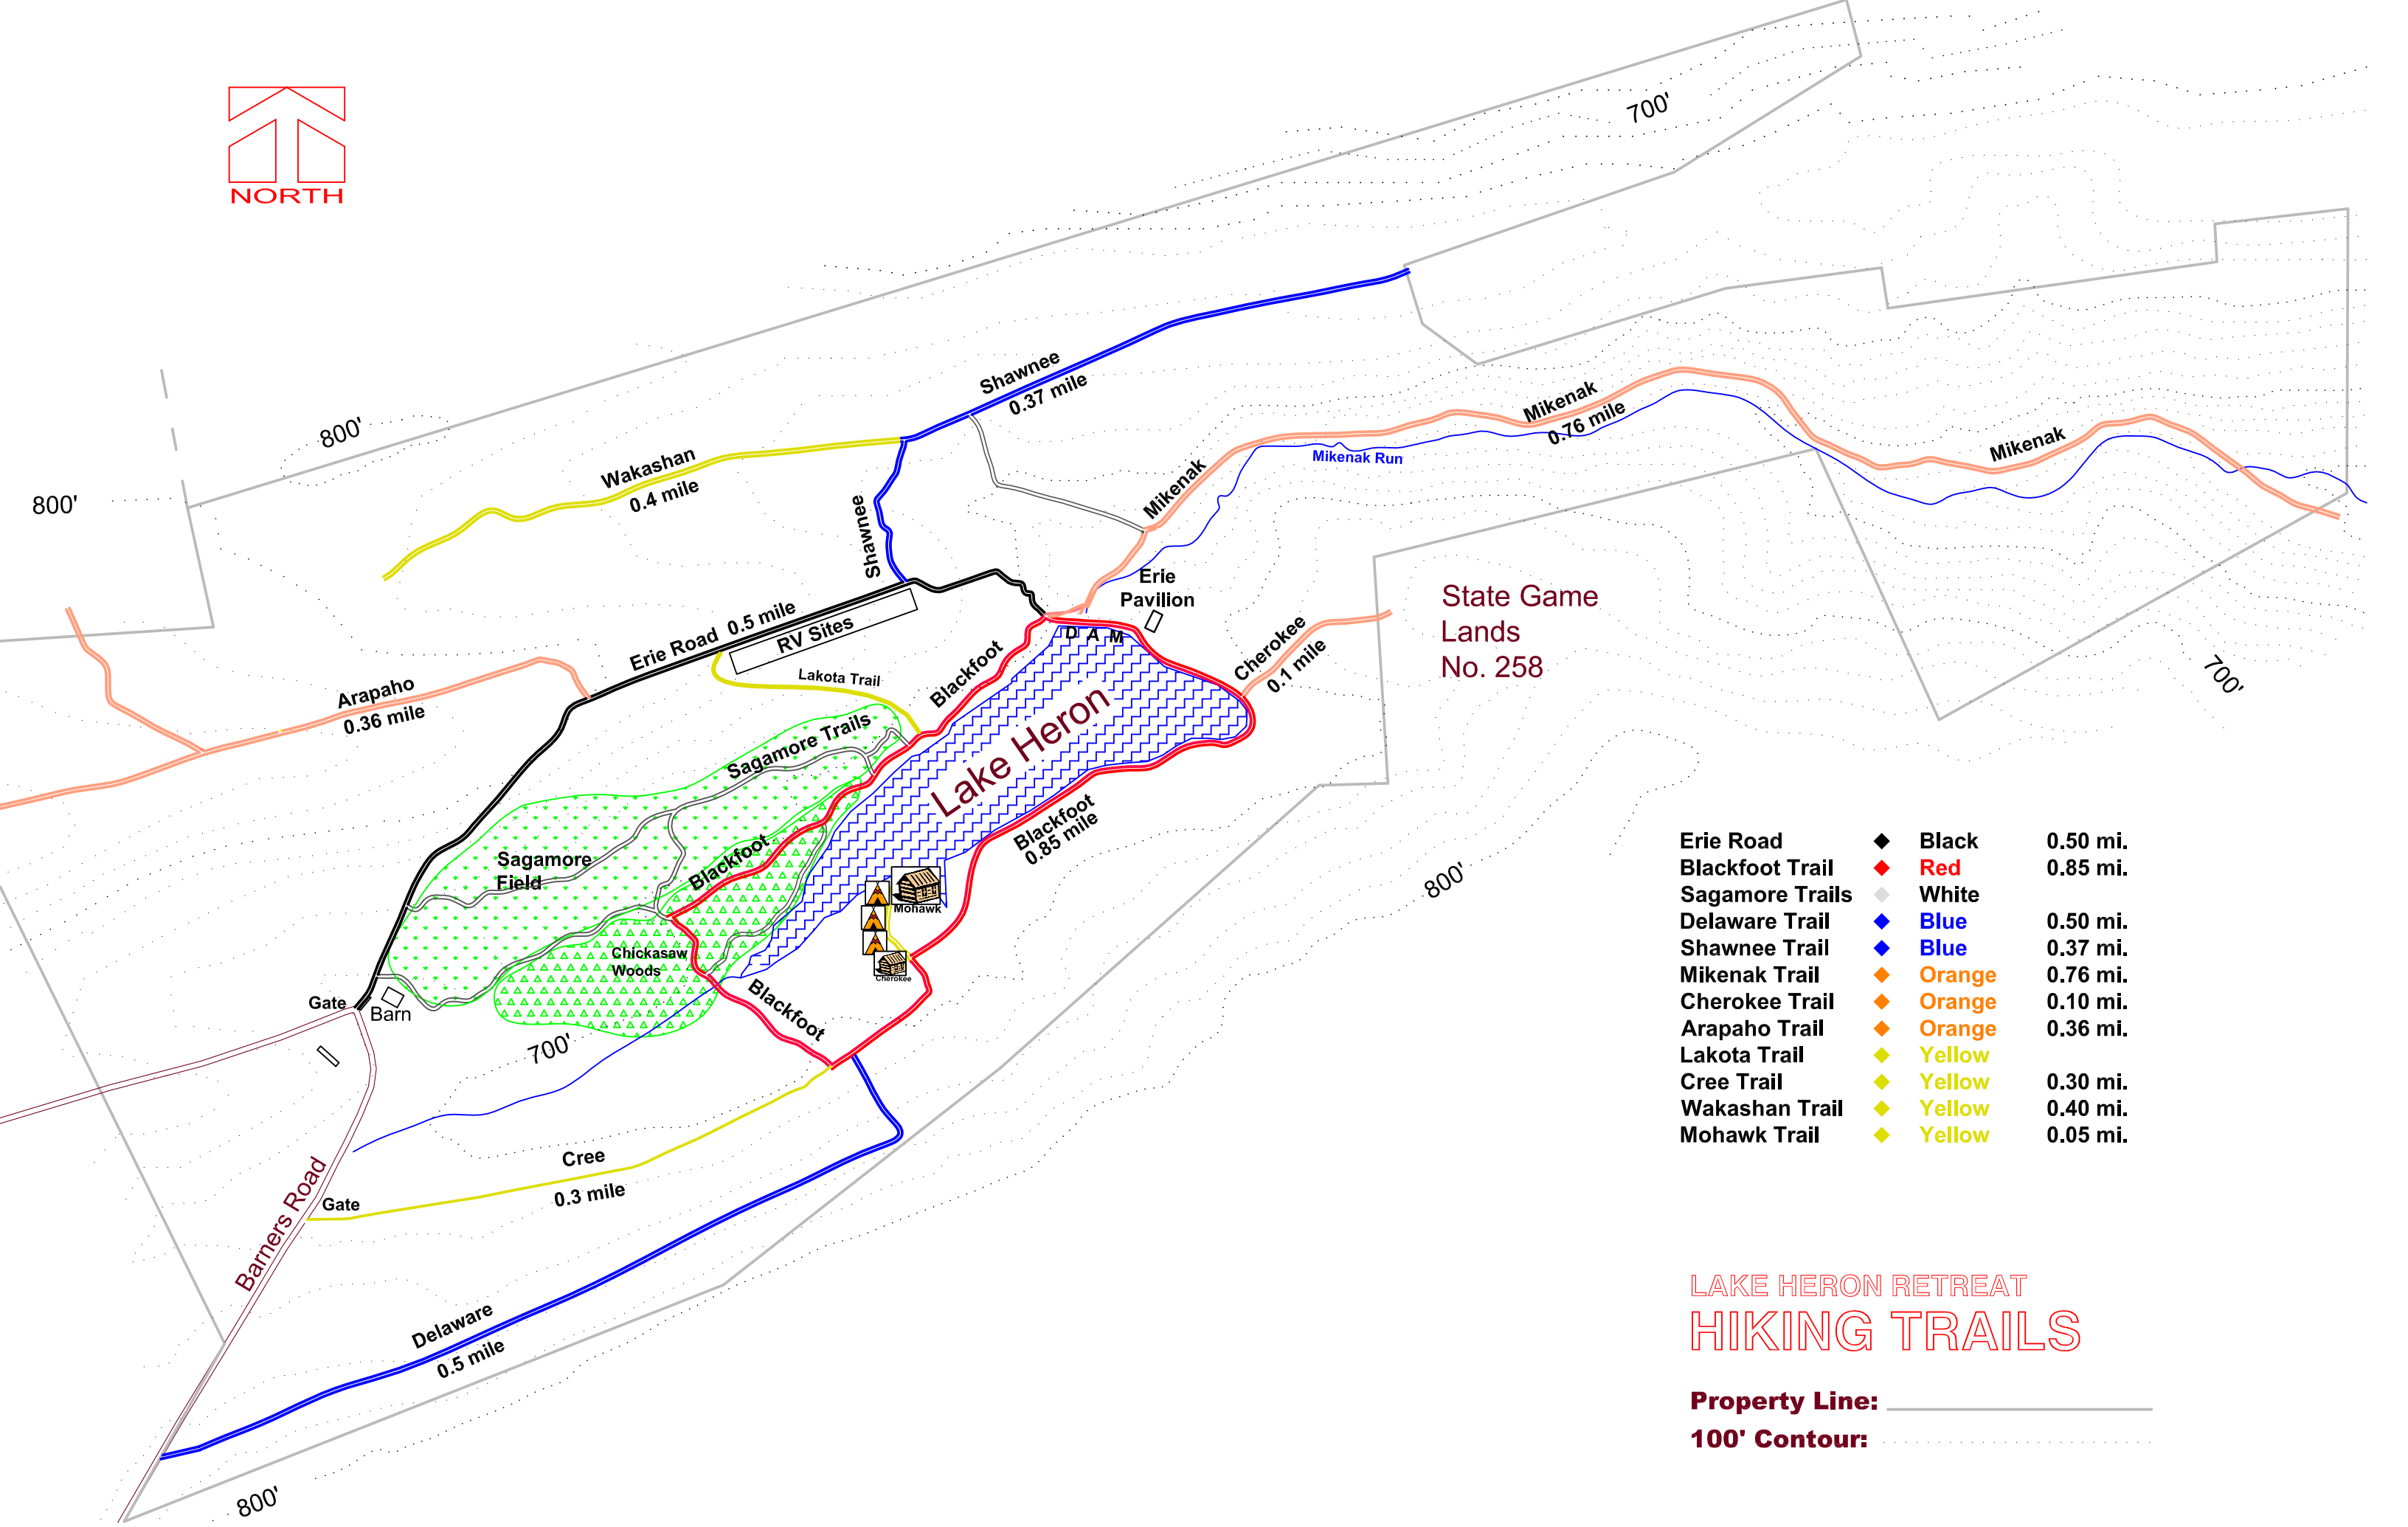 NORTH
700'
800'
800'
Shawnee
0.37 mile
Wakashan
0.4 mile
Mikenak
0.76 mile
Mikenak
Mikenak Run
Mikenak
Shawnee
Erie
Pavilion
DAM
Erie Road 0.5 mile
RV Sites
Lakota Trail
Blackfoot
Cherokee
0.1 mile
State Game
Lands
No. 258
700'
Arapaho
0.36 mile
Sagamore Trails
Lake Heron
Blackfoot
0.85 mile
Sagamore
Field
Blackfoot
Mohawk
Cherokee
Chickasaw
Woods
Blackfoot
800'
Gate
Barn
700'
Cree
0.3 mile
Gate
Barners Road
Delaware
0.5 mile
800'
Erie Road Black 0.50 mi.
Blackfoot Trail Red 0.85 mi.
Sagamore Trails White
Delaware Trail Blue 0.50 mi.
Shawnee Trail Blue 0.37 mi.
Mikenak Trail Orange 0.76 mi.
Cherokee Trail Orange 0.10 mi.
Arapaho Trail Orange 0.36 mi.
Lakota Trail Yellow
Cree Trail Yellow 0.30 mi.
Wakashan Trail Yellow 0.40 mi.
Mohawk Trail Yellow 0.05 mi.
LAKE HERON RETREAT
HIKING TRAILS
Property Line:
100' Contour: